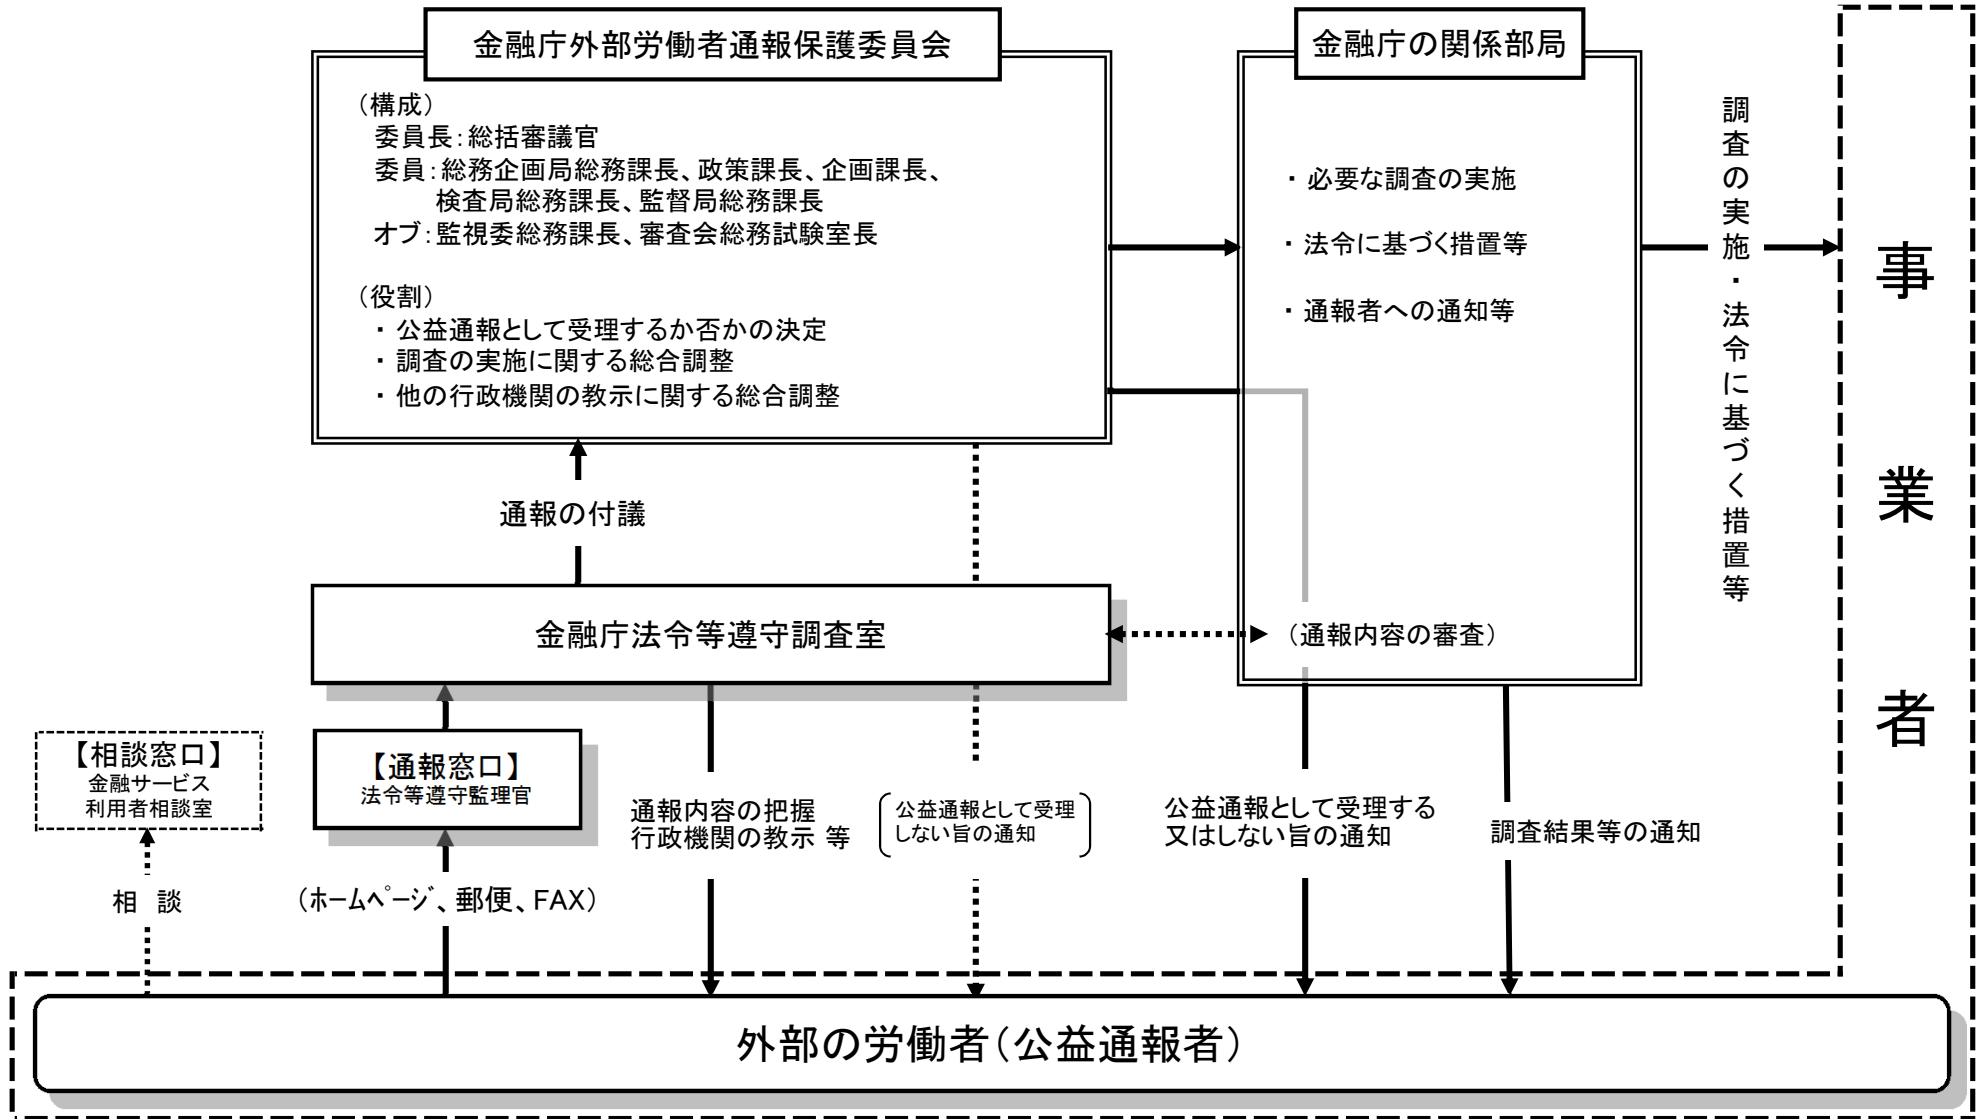 金融庁外部労働者通報保護委員会
（構成）
委員長：総括審議官
委員：総務企画局総務課長、政策課長、企画課長、
検査局総務課長、監督局総務課長
オブ：監視委総務課長、審査会総務試験室長
（役割）
・公益通報として受理するか否かの決定
・調査の実施に関する総合調整
・他の行政機関の教示に関する総合調整
金融庁の関係部局
・必要な調査の実施
・法令に基づく措置等
・通報者への通知等
（通報内容の審査）
調査の実施・法令に基づく措置等
事業者
通報の付議
金融庁法令等遵守調査室
【相談窓口】
金融サービス
利用者相談室
【通報窓口】
法令等遵守監理官
通報内容の把握
行政機関の教示 等
公益通報として受理
しない旨の通知
公益通報として受理する
又はしない旨の通知
調査結果等の通知
相　談
（ﾎｰﾑﾍﾟｰｼﾞ、郵便、FAX）
外部の労働者（公益通報者）